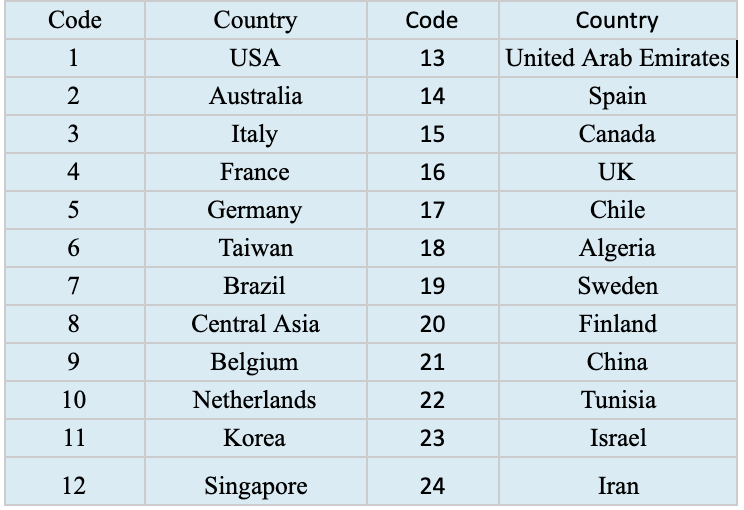 Code Country Code Country
1 USA 13 United Arab Emirates
2 Australia 14 Spain
3 Italy 15 Canada
4 France 16 UK
5 Germany 17 Chile
6 Taiwan 18 Algeria
7 Brazil 19 Sweden
8 Central Asia 20 Finland
9 Belgium 21 China
10 Netherlands 22 Tunisia
11 Korea 23 Israel
12 Singapore 24 Iran